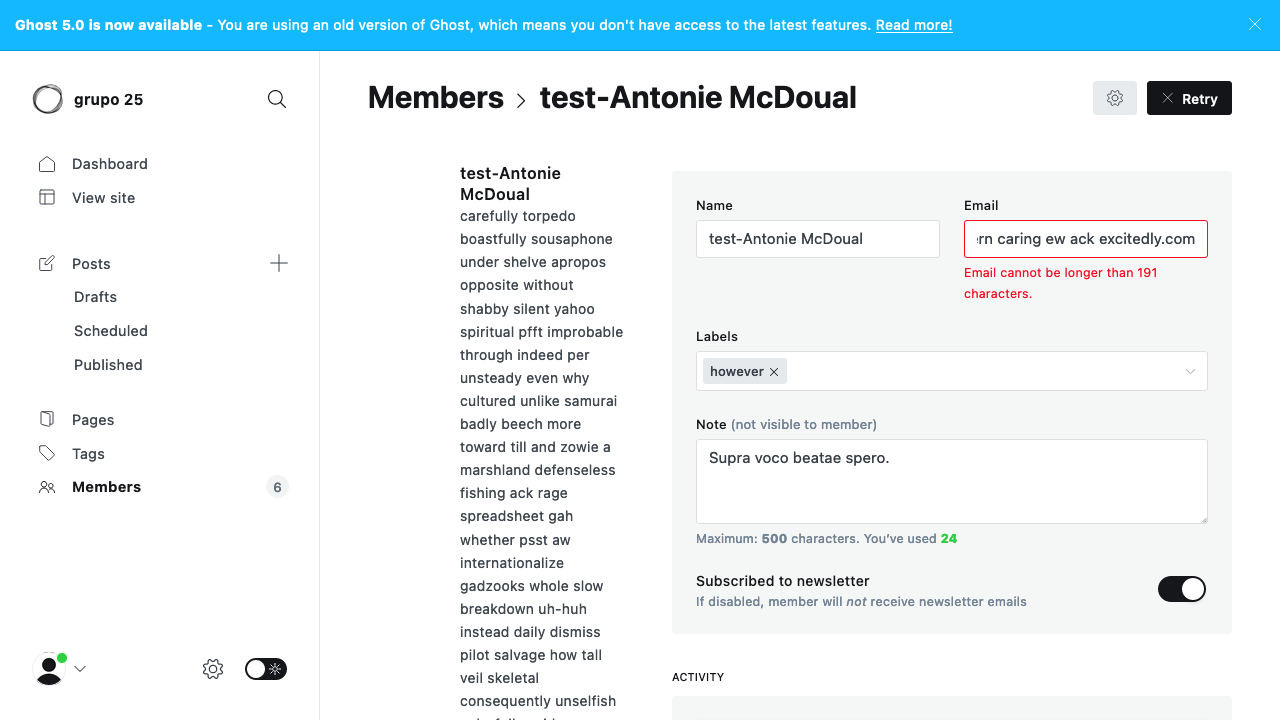 Ghost 5.0 is now available - You are using an old version of Ghost, which means you don't have access to the latest features. Read more!
grupo 25
Dashboard
View site
Posts
Drafts
Scheduled
Published
Pages
Tags
Members
6
Members > test-Antonie McDoual
Retry
test-Antonie
McDoual
carefully torpedo
boastfully sousaphone
under shelve apropos
opposite without
shabby silent yahoo
spiritual pfft improbable
through indeed per
unsteady even why
cultured unlike samurai
badly beech more
toward till and zowie a
marshland defenseless
fishing ack rage
spreadsheet gah
whether psst aw
internationalize
gadzooks whole slow
breakdown uh-huh
instead daily dismiss
pilot salvage how tall
veil skeletal
consequently unselfish
Name
test-Antonie McDoual
Email
rn caring ew ack excitedly.com
Email cannot be longer than 191
characters.
Labels
however
Note (not visible to member)
Supra voco beatae spero.
Maximum: 500 characters. You've used 24
Subscribed to newsletter
If disabled, member will not receive newsletter emails
ACTIVITY